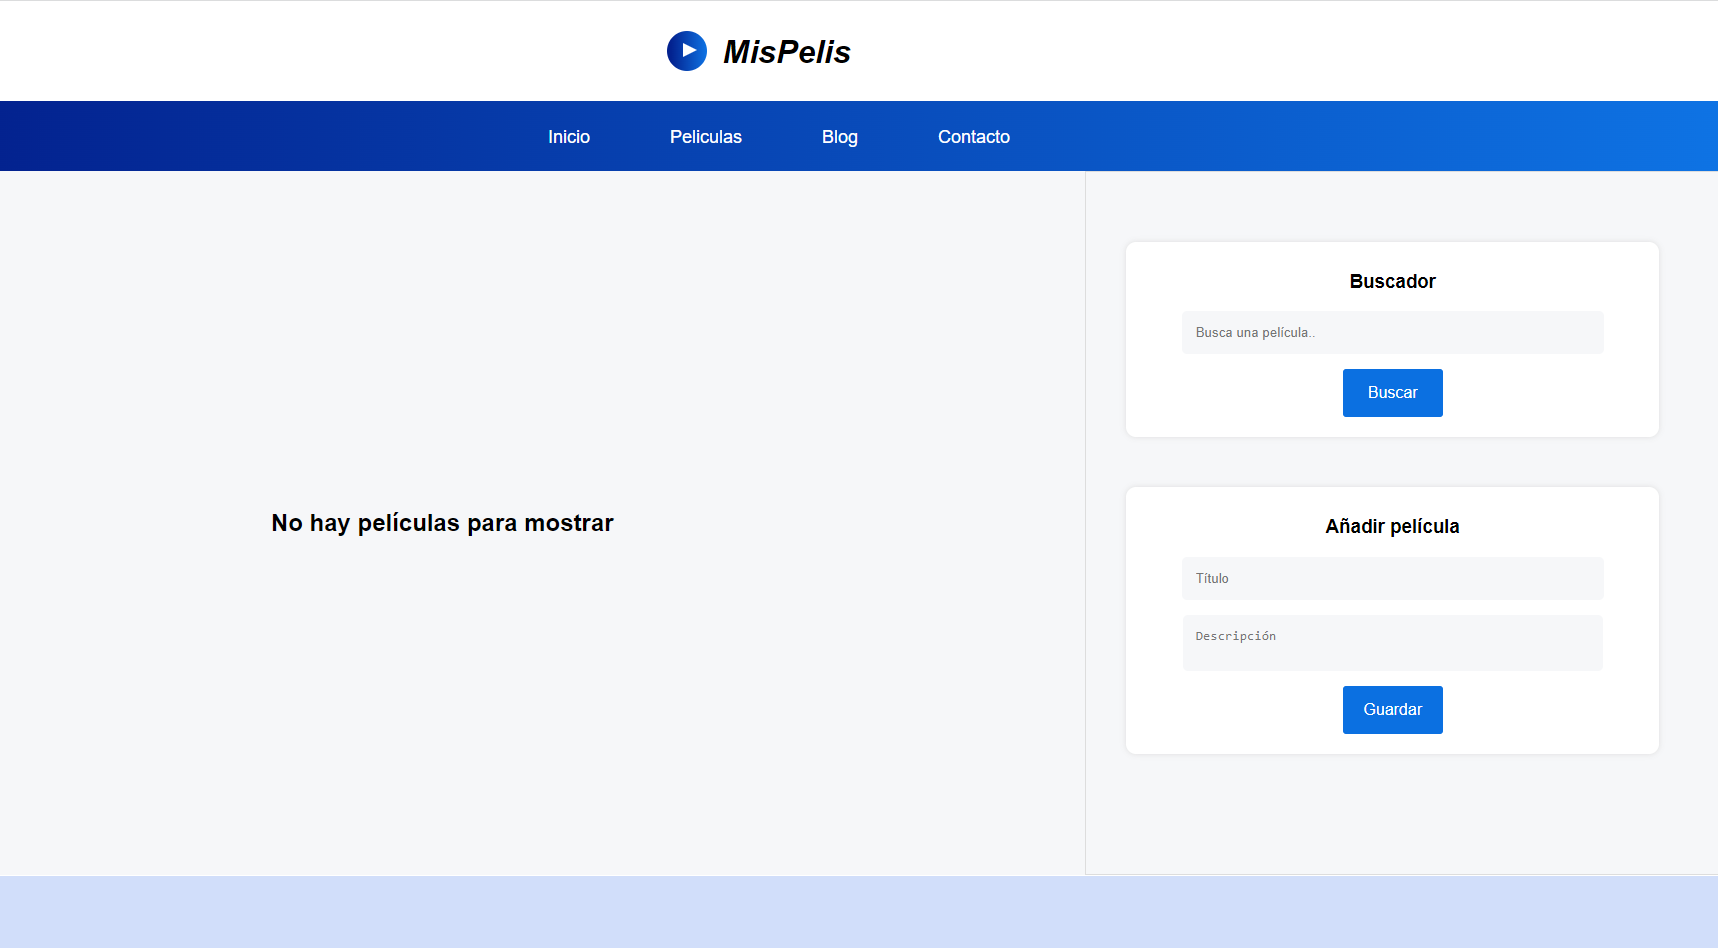 MisPelis
Inicio Peliculas Blog Contacto
No hay películas para mostrar
Buscador
Busca una película..
Buscar
Añadir película
Título
Descripción
Guardar